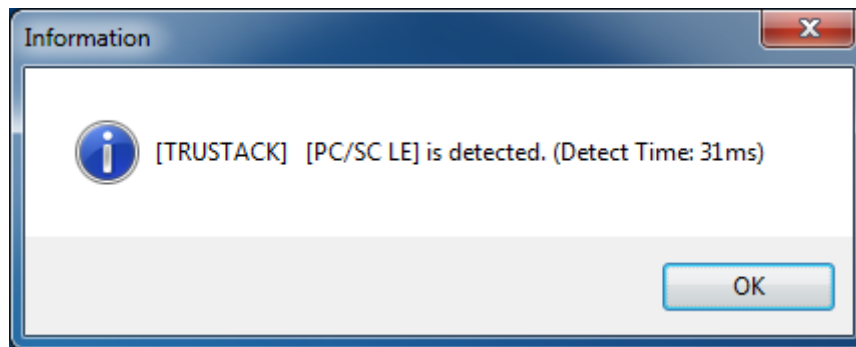 Information
[TRUSTACK] [PC/SC LE] is detected. (Detect Time: 31ms)
OK